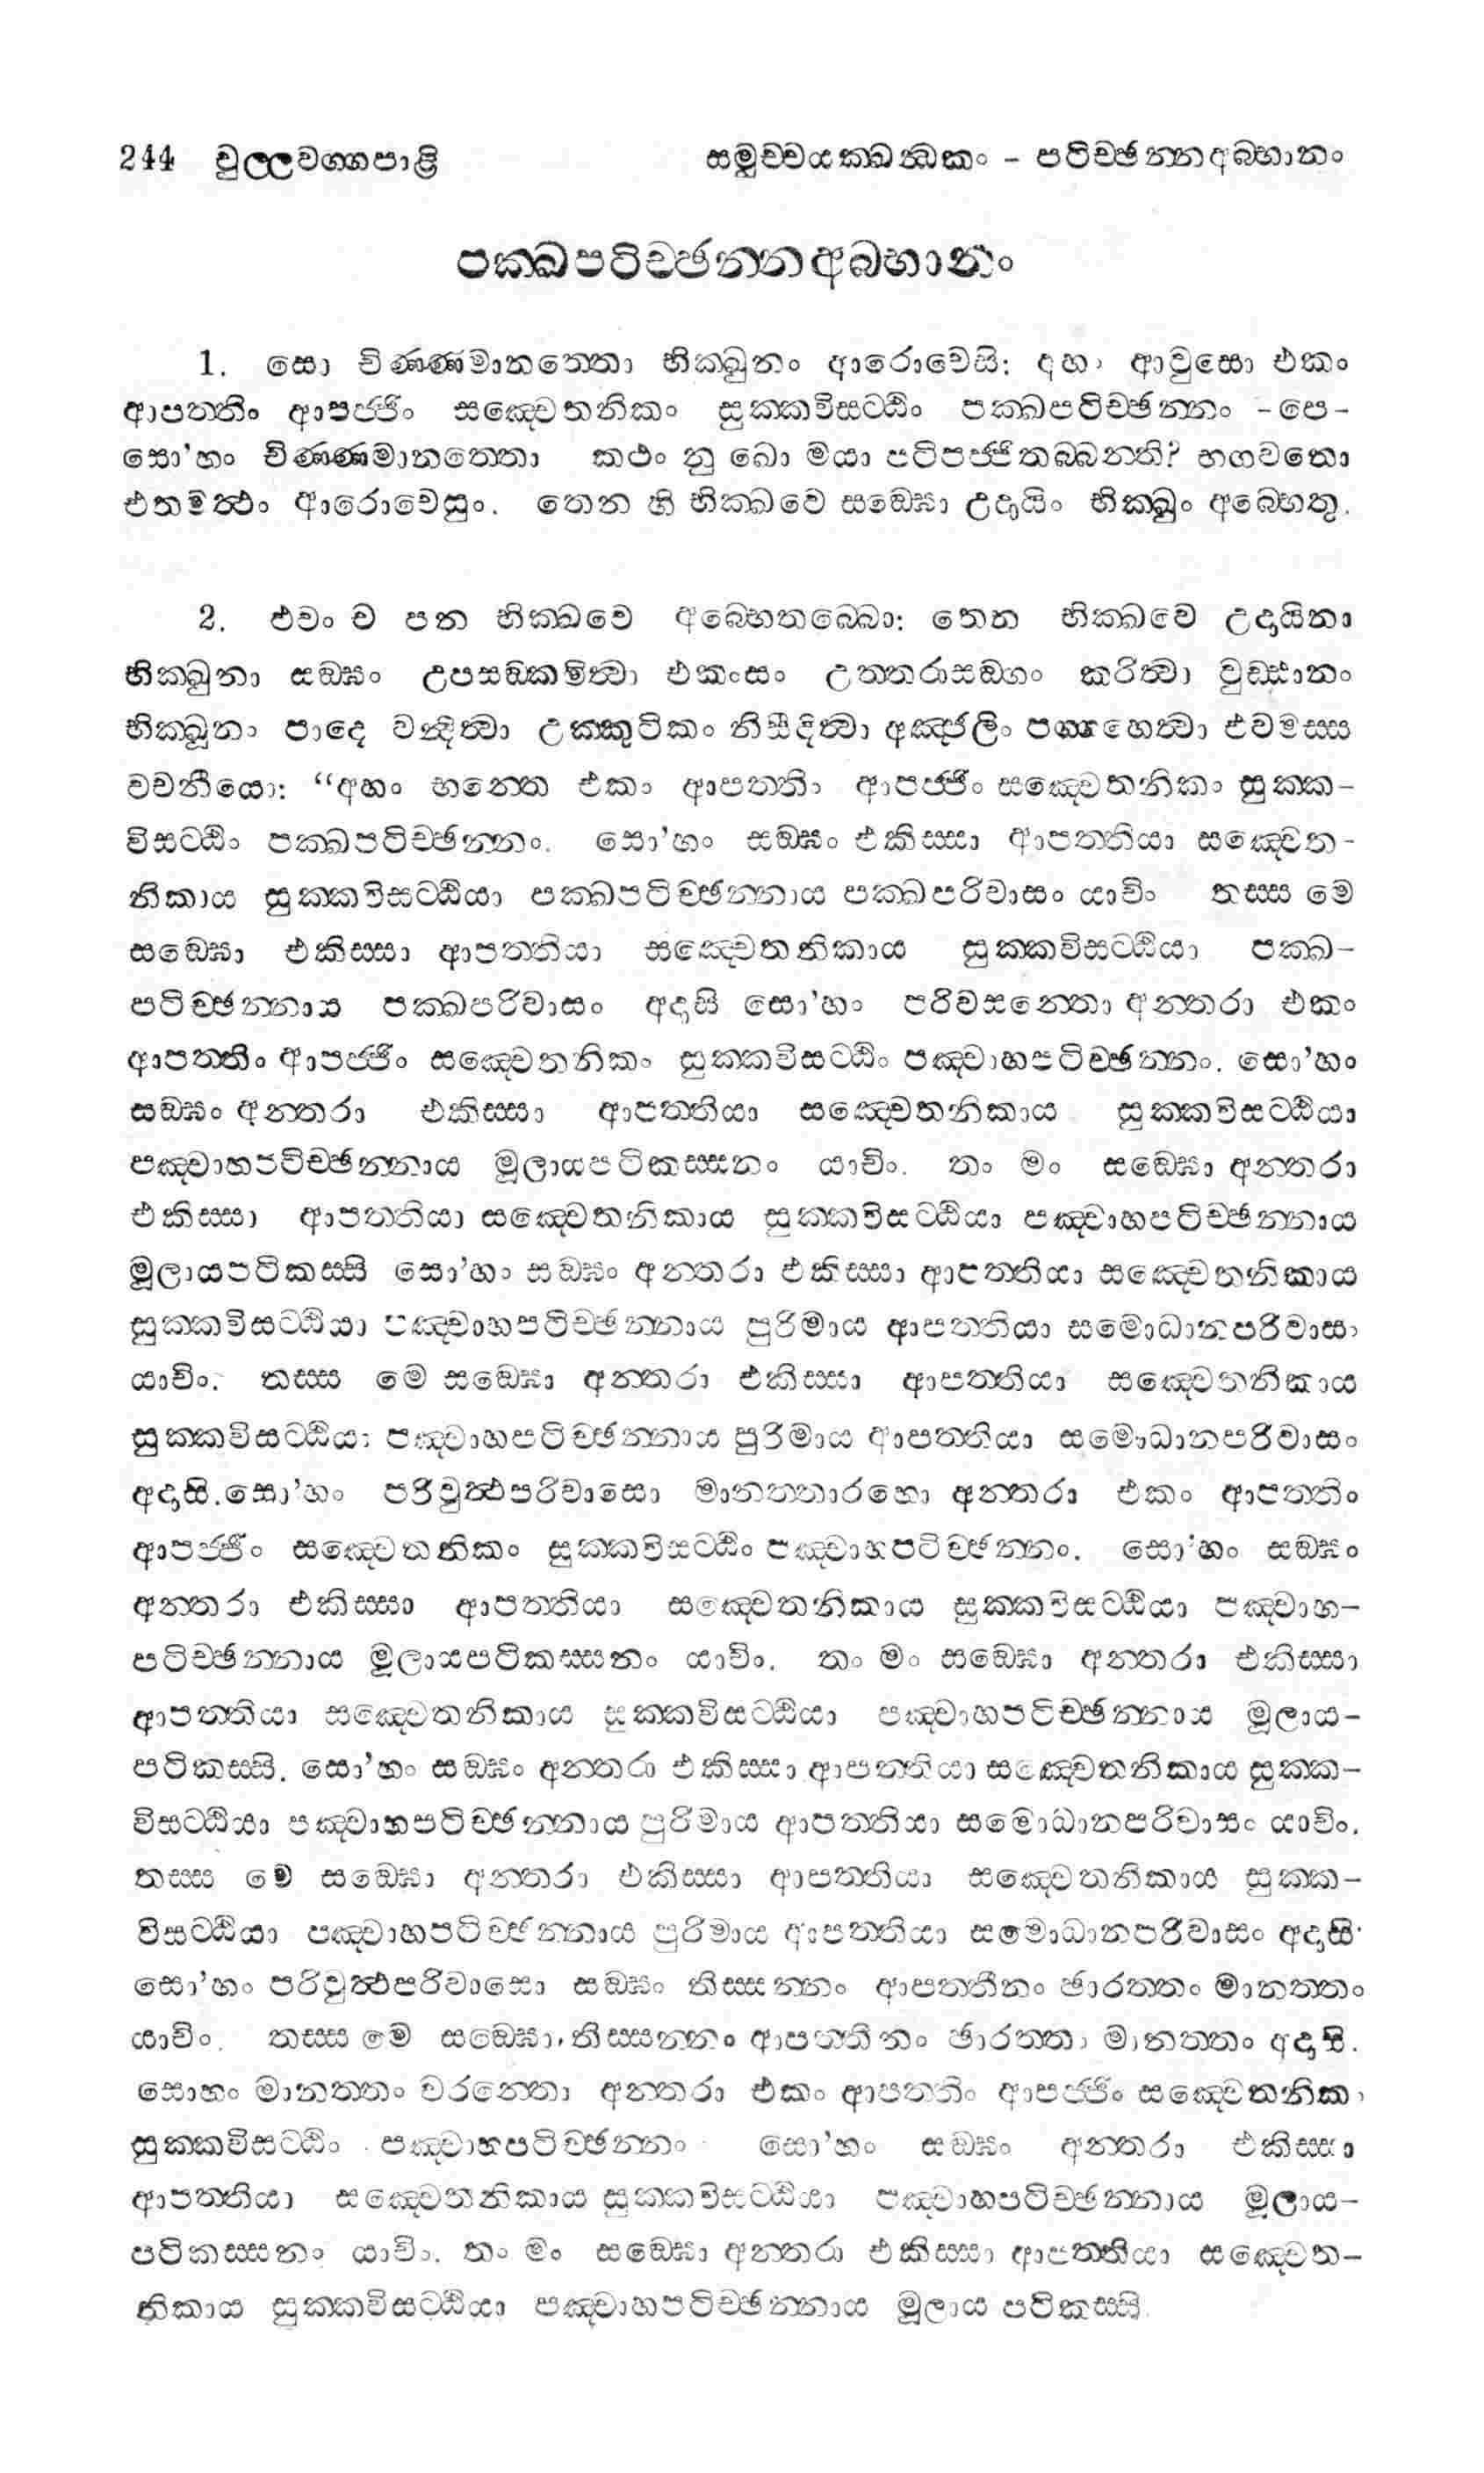 244 චුල්ලවග්ගපාළි සමුච්චයක්ඛන්ධකං - පටිච්ඡන්නඅබ්භානං
පක්ඛපටිච්ඡන්නඅබ්භානං
1. සො චිණ්ණමානත්තො භික්ඛූනං ආරොචෙසි: අහං ආවුසො එකං
ආපත්තිං ආපජ්ජිං සඤ්චෙතනිකං සුක්කවිසට්ඨිං පක්ඛපටිච්ඡන්නං -පෙ-
සො'හං චිණ්ණමානත්තො කථං නු ඛො මයා පටිපජ්ජිතබ්බන්ති? භගවතො
එතමත්ථං ආරොචෙසුං. තෙන හි භික්ඛවෙ සඞ්ඝො උදායිං භික්ඛුං අබ්භෙතු.
2. එවං ච පන භික්ඛවෙ අබ්භෙතබ්බො: තෙන භික්ඛවෙ උදායිනා
භික්ඛුනා සඞ්ඝං උපසඞ්කමිත්වා එකංසං උත්තරාසඞ්ගං කරිත්වා වුඩ්ඪානං
භික්ඛූනං පාදෙ වන්දිත්වා උක්කුටිකං නිසීදිත්වා අඤ්ජලිං පග්ගහෙත්වා එවමස්ස
වචනීයො: “අහං භන්තෙ එකං ආපත්තිං ආපජ්ජිං සඤ්චෙතනිකං සුක්ක-
විසට්ඨිං පක්ඛපටිච්ඡන්නං. සො'හං සඞ්ඝං එකිස්සා ආපත්තියා සඤ්චෙත-
නිකාය සුක්කවිසට්ඨියා පක්ඛපටිච්ඡන්නාය පක්ඛපරිවාසං යාචිං තස්ස මෙ
සඞ්ඝො එකිස්සා ආපත්තියා සඤ්චෙතනිකාය සුක්කවිසට්ඨියා පක්ඛ-
පටිච්ඡන්නාය පක්ඛපරිවාසං අදාසි සො'හං පරිවසන්තො අන්තරා එකං
ආපත්තිං ආපජ්ජිං සඤ්චෙතනිකං සුක්කවිසට්ඨිං පඤ්චාහපටිච්ඡන්නං. සො'හං
සඞ්ඝං අන්තරා එකිස්සා ආපත්තියා සඤ්චෙතනිකාය සුක්කවිසට්ඨියා
පඤ්චාහපටිච්ඡන්නාය මූලායපටිකස්සනං යාචිං. තං මං සඞ්ඝො අන්තරා
එකිස්සා ආපත්තියා සඤ්චෙතනිකාය සුක්කවිසට්ඨියා පඤ්චාහපටිච්ඡන්නාය
මූලායපටිකස්සි සො'හං සඞ්ඝං අන්තරා එකිස්සා ආපත්තියා සඤ්චෙතනිකාය
සුක්කවිසට්ඨියා පඤ්චාහපටිච්ඡන්නාය පුරිමාය ආපත්තියා සමොධානපරිවාසං
යාචිං. තස්ස මෙ සඞ්ඝො අන්තරා එකිස්සා ආපත්තියා සඤ්චෙතනිකාය
සුක්කවිසට්ඨියා පඤ්චාහපටිච්ඡන්නාය පුරිමාය ආපත්තියා සමොධානපරිවාසං
අදාසි.සො'හං පරිවුත්ථපරිවාසො මානත්තාරහො අන්තරා එකං ආපත්තිං
ආපජ්ජිං සඤ්චෙතනිකං සුක්කවිසට්ඨිං පඤ්චාහපටිච්ඡන්නං. සො'හං සඞ්ඝං
අන්තරා එකිස්සා ආපත්තියා සඤ්චෙතනිකාය සුක්කවිසට්ඨියා පඤ්චාහ-
පටිච්ඡන්නාය මූලායපටිකස්සනං යාචිං. තං මං සඞ්ඝො අන්තරා එකිස්සා
ආපත්තියා සඤ්චෙතනිකාය සුක්කවිසට්ඨියා පඤ්චාහපටිච්ඡන්නාය මූලාය-
පටිකස්සි. සො'හං සඞ්ඝං අන්තරා එකිස්සා ආපත්තියා සඤ්චෙතනිකාය සුක්ක-
විසට්ඨියා පඤ්චාහපටිච්ඡන්නාය පුරිමාය ආපත්තියා සමොධානපරිවාසං යාචිං.
තස්ස මෙ සඞ්ඝො අන්තරා එකිස්සා ආපත්තියා සඤ්චෙතනිකාය සුක්ක-
විසට්ඨියා පඤ්චාහපටිච්ඡන්නාය පුරිමාය ආපත්තියා සමොධානපරිවාසං අදාසි.
සො'හං පරිවුත්ථපරිවාසො සඞ්ඝං තිස්සන්නං ආපත්තීනං ඡාරත්තං මානත්තං
යාචිං. තස්ස මෙ සඞ්ඝො තිස්සන්නං ආපත්තීනං ඡාරත්තං මානත්තං අදාසි.
සොහං මානත්තං චරන්තො අන්තරා එකං ආපත්තිං ආපජ්ජිං සඤ්චෙතනිකං
සුක්කවිසට්ඨිං පඤ්චාහපටිච්ඡන්නං සො'හං සඞ්ඝං අන්තරා එකිස්සා
ආපත්තියා සඤ්චෙතනිකාය සුක්කවිසට්ඨියා පඤ්චාහපටිච්ඡන්නාය මූලාය-
පටිකස්සනං යාචිං. තං මං සඞ්ඝො අන්තරා එකිස්සා ආපත්තියා සඤ්චෙත-
නිකාය සුක්කවිසට්ඨියා පඤ්චාහපටිච්ඡන්නාය මූලාය පටිකස්සි.